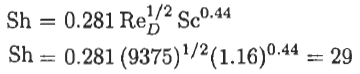 Sh = 0.281 Re_D^{1/2} Sc^{0.44}
Sh = 0.281 (9375)^{1/2}(1.16)^{0.44} = 29